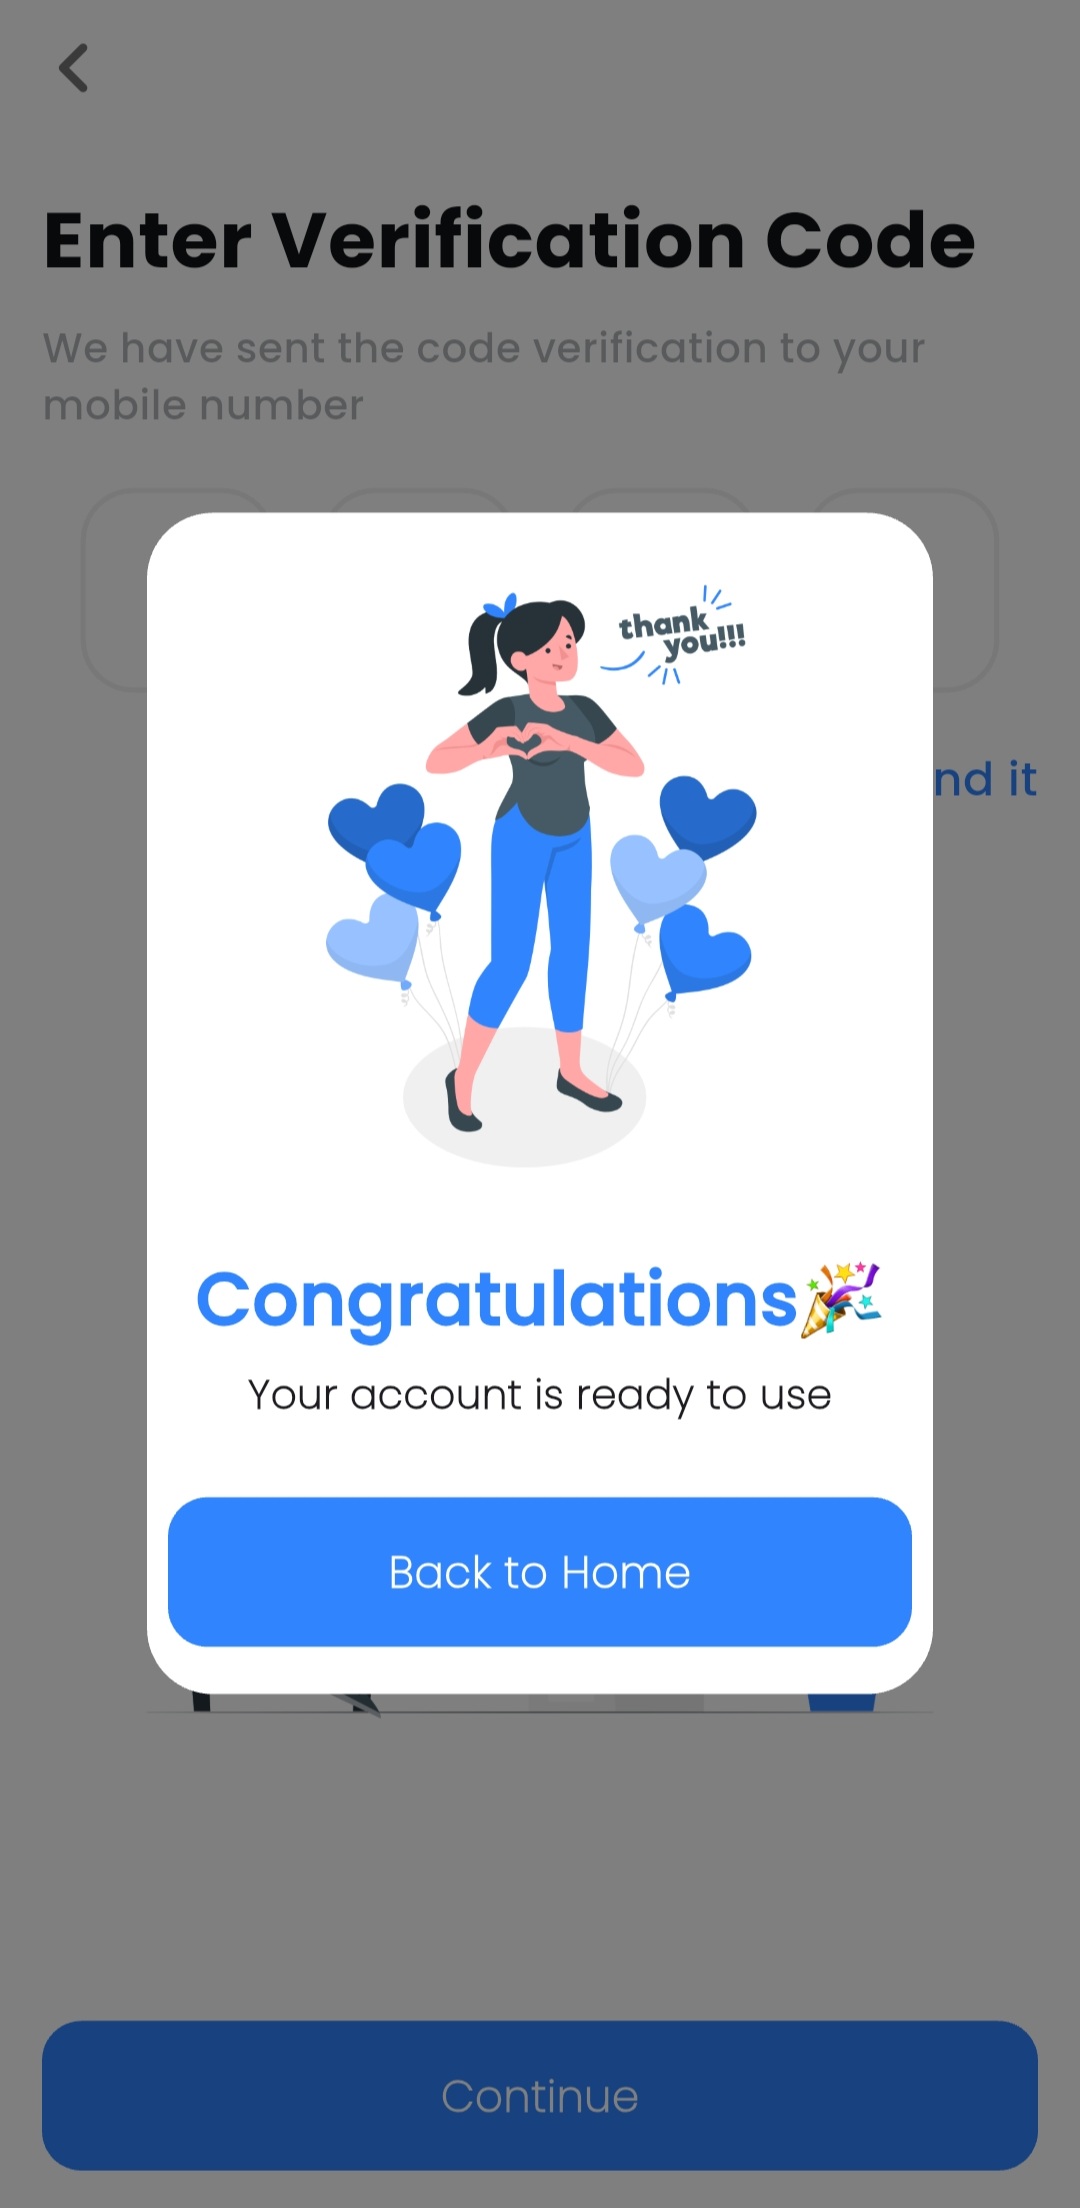 Enter Verification Code
We have sent the code verification to your
mobile number
thank
you!!!
nd it
Congratulations🎉
Your account is ready to use
Back to Home
Continue